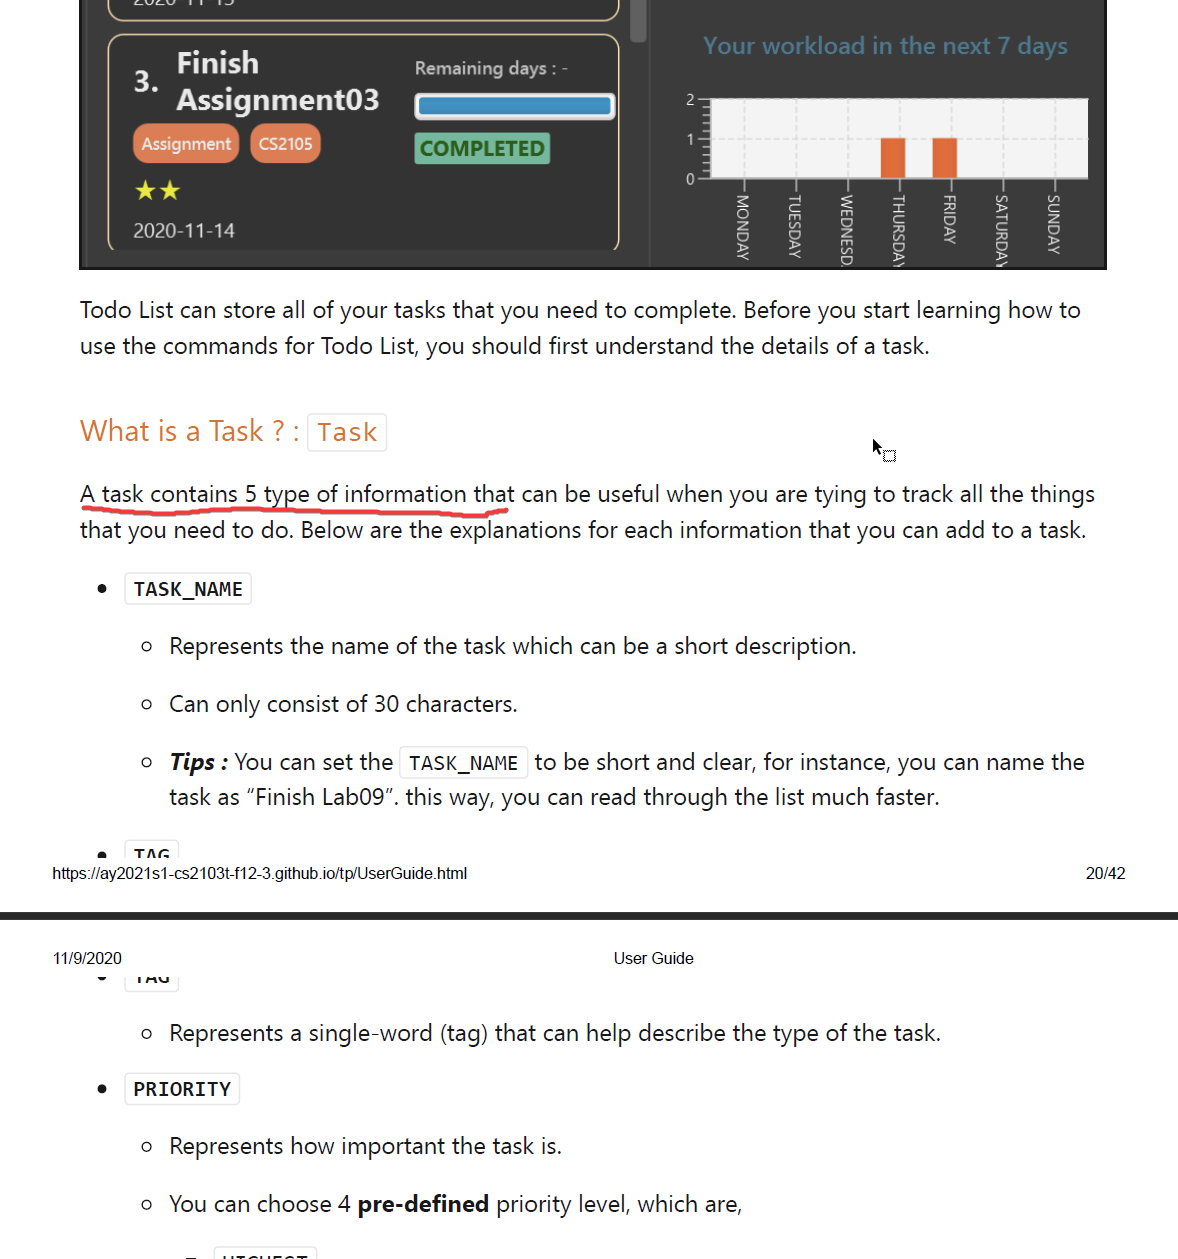 Your workload in the next 7 days
3. Finish
Assignment03
Remaining days : -
Assignment CS2105
COMPLETED
2020-11-14
2
1
0
MONDAY
TUESDAY
WEDNESD
THURSDAY
FRIDAY
SATURDAY
SUNDAY
Todo List can store all of your tasks that you need to complete. Before you start learning how to
use the commands for Todo List, you should first understand the details of a task.
What is a Task ? : Task
A task contains 5 type of information that can be useful when you are tying to track all the things
that you need to do. Below are the explanations for each information that you can add to a task.
TASK_NAME
Represents the name of the task which can be a short description.
Can only consist of 30 characters.
Tips : You can set the TASK_NAME to be short and clear, for instance, you can name the
task as “Finish Lab09”. this way, you can read through the list much faster.
TAG
https://ay2021s1-cs2103t-f12-3.github.io/tp/UserGuide.html 20/42
11/9/2020 User Guide
TAG
Represents a single-word (tag) that can help describe the type of the task.
PRIORITY
Represents how important the task is.
You can choose 4 pre-defined priority level, which are,
HIGHEST